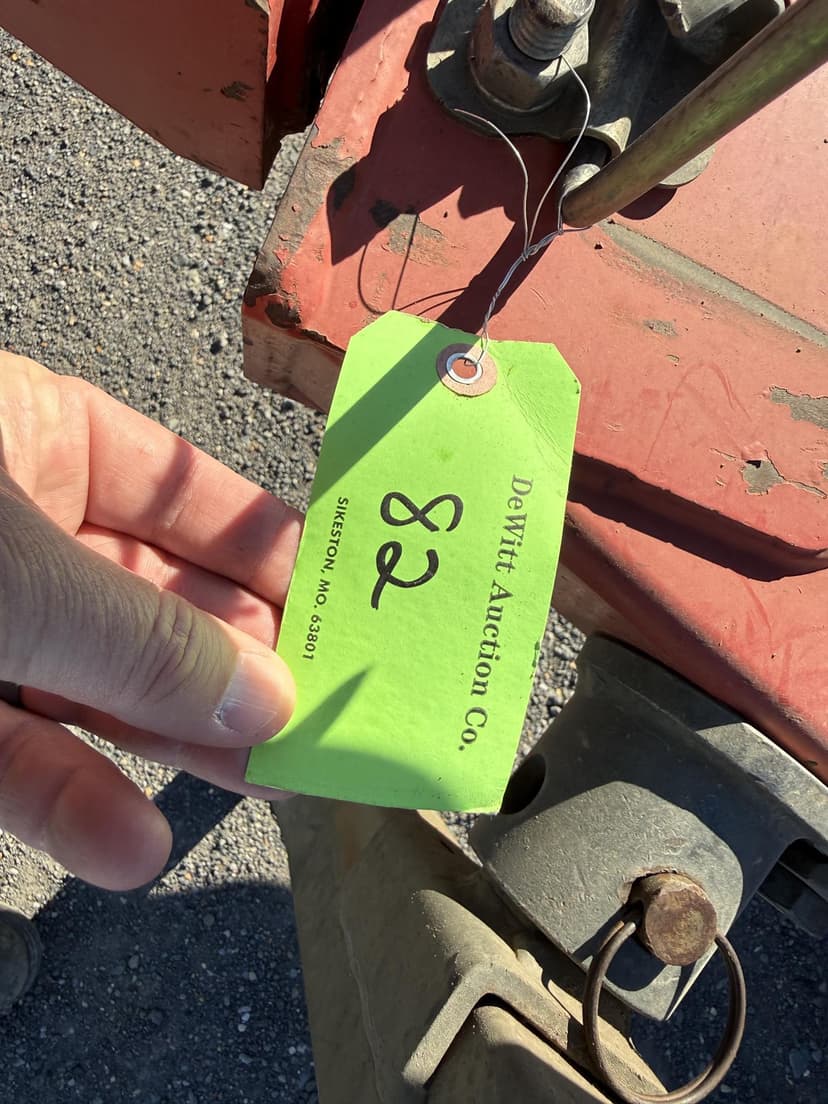 DeWitt Auction Co.
82
SIKESTON, MO. 63801